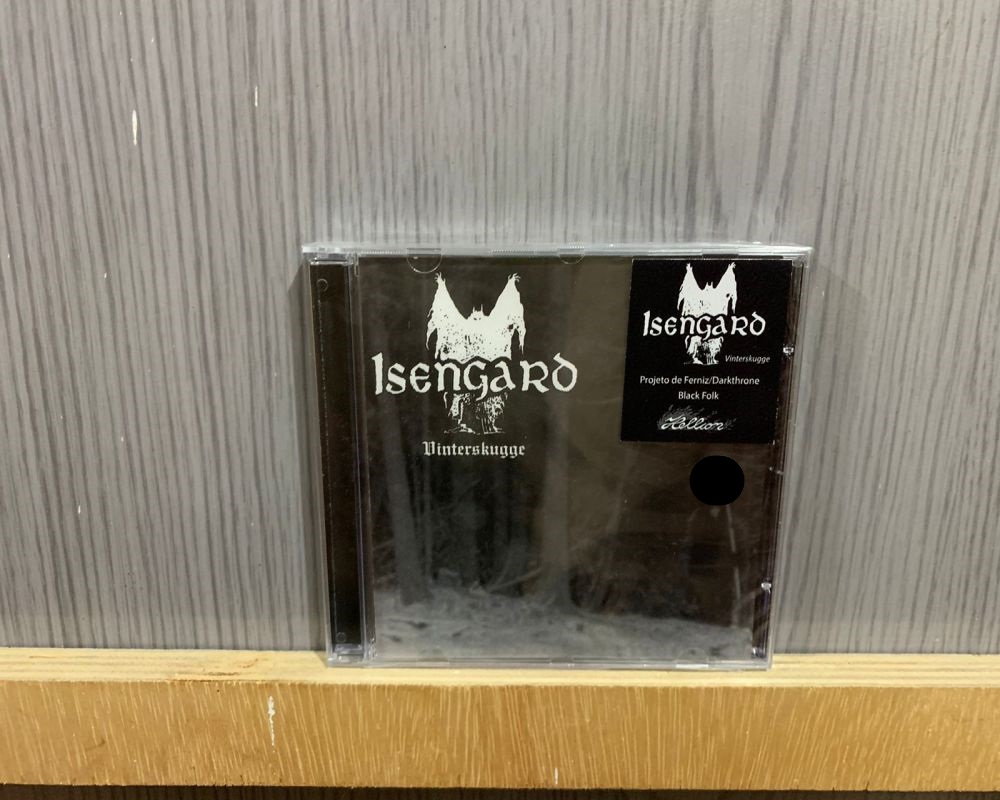 Isengard
Vinterskugge
Isengard
Vinterskugge
Projeto de Ferniz/Darkthrone
Black Folk
Hellion